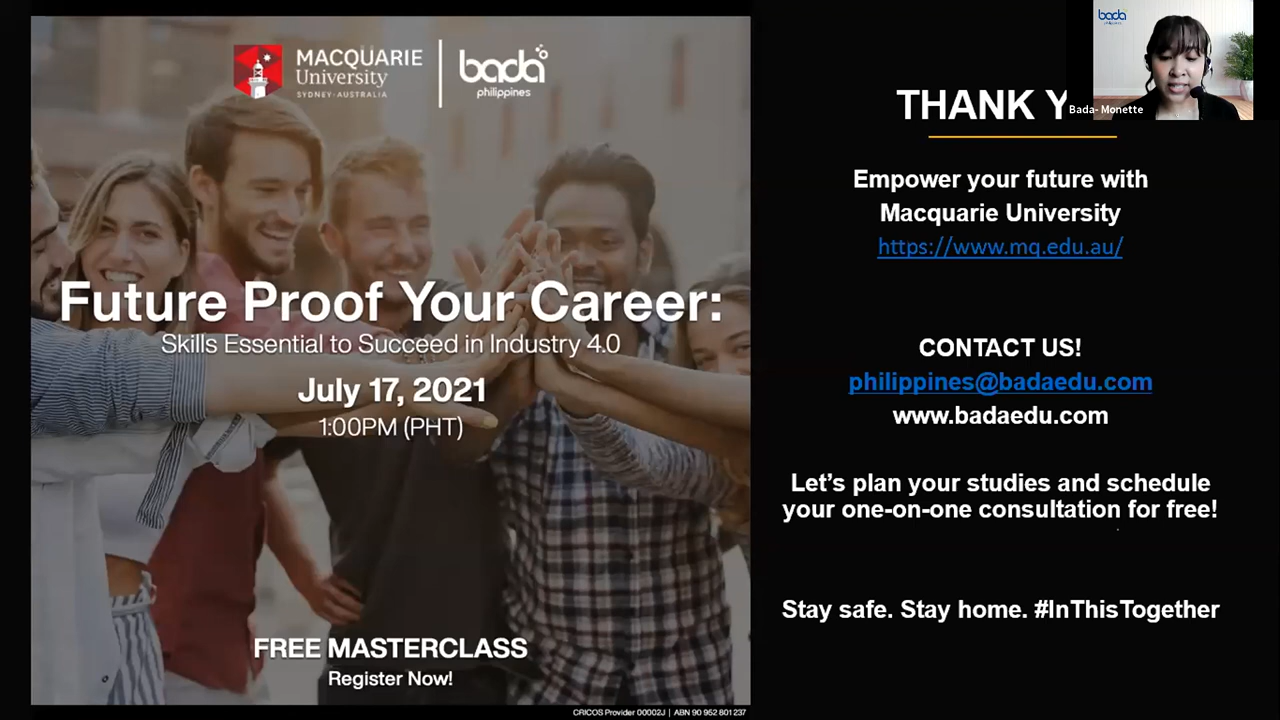 MACQUARIE
University
SYDNEY·AUSTRALIA
bada
philippines
Future Proof Your Career:
Skills Essential to Succeed in Industry 4.0
July 17, 2021
1:00PM (PHT)
FREE MASTERCLASS
Register Now!
CRICOS Provider 00002J | ABN 90 952 801 237
bada
philippines
Bada- Monette
THANK Y
Empower your future with
Macquarie University
https://www.mq.edu.au/
CONTACT US!
philippines@badaedu.com
www.badaedu.com
Let’s plan your studies and schedule
your one-on-one consultation for free!
Stay safe. Stay home. #InThisTogether